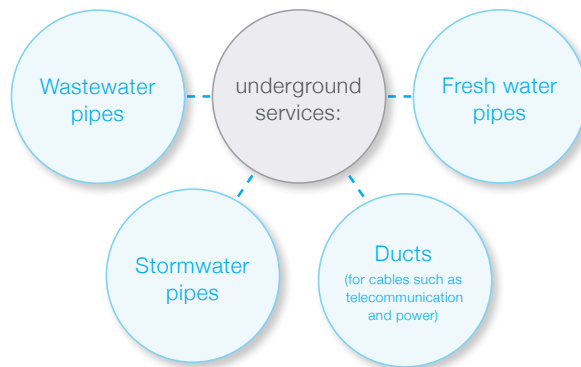 Wastewater
pipes
underground
services:
Fresh water
pipes
Stormwater
pipes
Ducts
(for cables such as
telecommunication
and power)